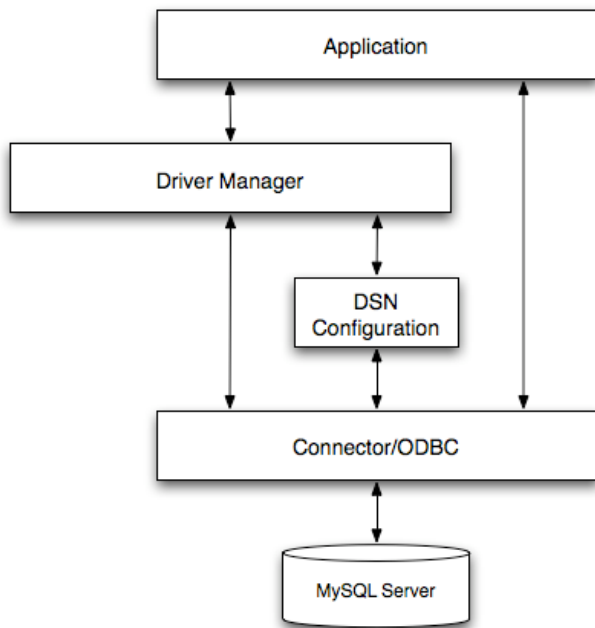 Application
Driver Manager
DSN
Configuration
Connector/ODBC
MySQL Server